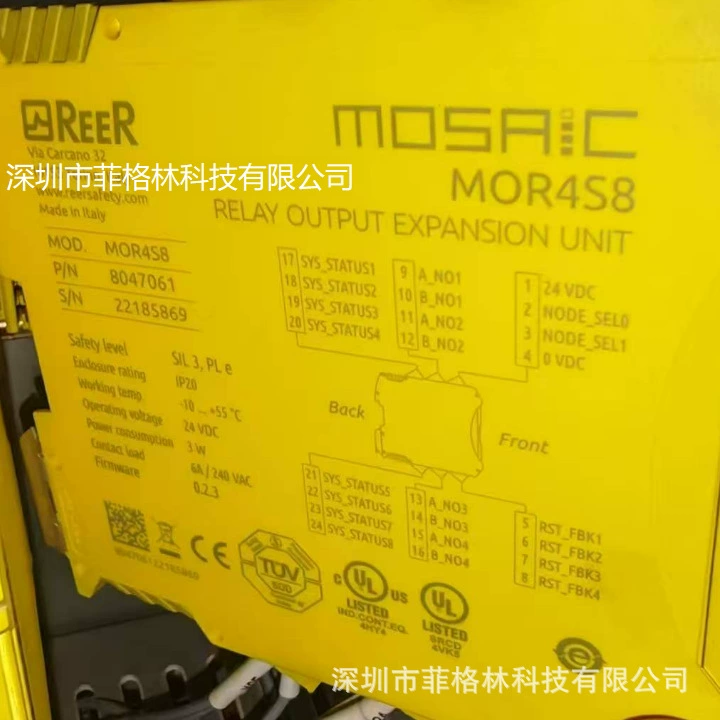 REER
MOSAIC
Via Carcano 32
深圳市菲格林科技有限公司
www.reersafety.com
Made in Italy
MOR4S8
RELAY OUTPUT EXPANSION UNIT
MOD. MOR4S8
P/N 8047061
S/N 22185869
Safety level SIL 3, PL e
Enclosure rating IP20
Working temp -10 ... +55 °C
Operating voltage 24 VDC
Power consumption 3 W
Contact load 6A / 240 VAC
Firmware 0.2.3
17 SYS_STATUS1
18 SYS_STATUS2
19 SYS_STATUS3
20 SYS_STATUS4
9 A_NO1
10 B_NO1
11 A_NO2
12 B_NO2
1 24 VDC
2 NODE_SEL0
3 NODE_SEL1
4 0 VDC
Back
Front
21 SYS_STATUS5
22 SYS_STATUS6
23 SYS_STATUS7
24 SYS_STATUS8
13 A_NO3
14 B_NO3
15 A_NO4
16 B_NO4
5 RST_FBK1
6 RST_FBK2
7 RST_FBK3
8 RST_FBK4
CE
TÜV
SÜD
C UL US
LISTED
IND.CONT.EQ.
4HY4
UL
LISTED
SRCD
4VK5
深圳市菲格林科技有限公司